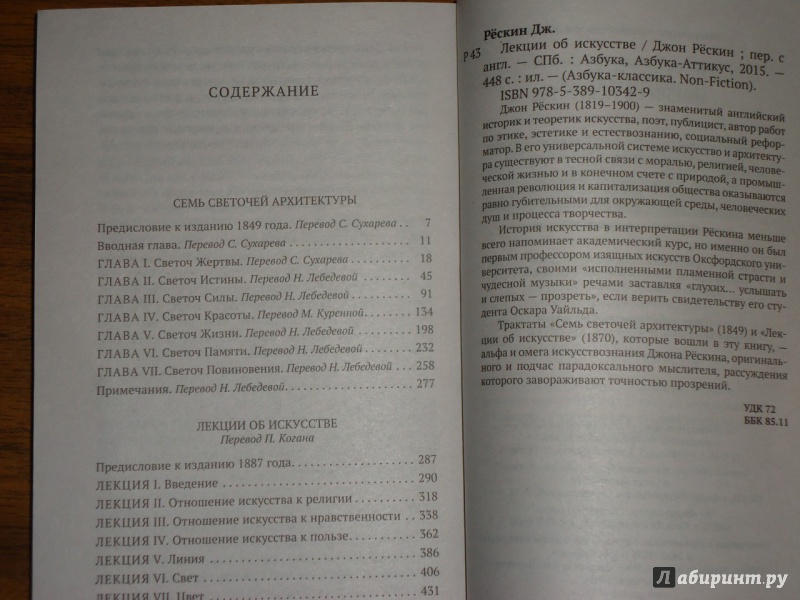 СОДЕРЖАНИЕ
СЕМЬ СВЕТОЧЕЙ АРХИТЕКТУРЫ
Предисловие к изданию 1849 года. Перевод С. Сухарева .. 7
Вводная глава. Перевод С. Сухарева .................. 11
ГЛАВА I. Светоч Жертвы. Перевод С. Сухарева ........ 18
ГЛАВА II. Светоч Истины. Перевод Н. Лебедевой ...... 45
ГЛАВА III. Светоч Силы. Перевод Н. Лебедевой ....... 91
ГЛАВА IV. Светоч Красоты. Перевод М. Куренной .... 134
ГЛАВА V. Светоч Жизни. Перевод Н. Лебедевой ...... 198
ГЛАВА VI. Светоч Памяти. Перевод Н. Лебедевой .... 232
ГЛАВА VII. Светоч Повиновения. Перевод Н. Лебедевой . 258
Примечания. Перевод Н. Лебедевой ................. 277
ЛЕКЦИИ ОБ ИСКУССТВЕ
Перевод П. Когана
Предисловие к изданию 1887 года. ................. 287
ЛЕКЦИЯ I. Введение ............................. 290
ЛЕКЦИЯ II. Отношение искусства к религии ......... 318
ЛЕКЦИЯ III. Отношение искусства к нравственности .... 338
ЛЕКЦИЯ IV. Отношение искусства к пользе .......... 362
ЛЕКЦИЯ V. Линия ............................... 386
ЛЕКЦИЯ VI. Свет ................................ 406
ЛЕКЦИЯ VII. Цвет ............................... 431
Рёскин Дж.
Р 43 Лекции об искусстве / Джон Рёскин ; пер. с
англ. — СПб. : Азбука, Азбука-Аттикус, 2015. —
448 с. : ил. — (Азбука-классика. Non-Fiction).
ISBN 978-5-389-10342-9
Джон Рёскин (1819–1900) — знаменитый английский
историк и теоретик искусства, поэт, публицист, автор работ
по этике, эстетике и естествознанию, социальный рефор-
матор. В его универсальной системе искусство и архитекту-
ра существуют в тесной связи с моралью, религией, челове-
ческой жизнью и в конечном счете с природой, а промыш-
ленная революция и капитализация общества оказываются
равно губительными для окружающей среды, человеческих
душ и процесса творчества.
История искусства в интерпретации Рёскина меньше
всего напоминает академический курс, но именно он был
первым профессором изящных искусств Оксфордского уни-
верситета, своими «исполненными пламенной страсти и
чудесной музыки» речами заставляя «глухих... услышать
и слепых — прозреть», если верить свидетельству его сту-
дента Оскара Уайльда.
Трактаты «Семь светочей архитектуры» (1849) и «Лек-
ции об искусстве» (1870), которые вошли в эту книгу, —
альфа и омега искусствознания Джона Рёскина, оригиналь-
ного и подчас парадоксального мыслителя, рассуждения
которого завораживают точностью прозрений.
УДК 72
ББК 85.11
Лабиринт.ру